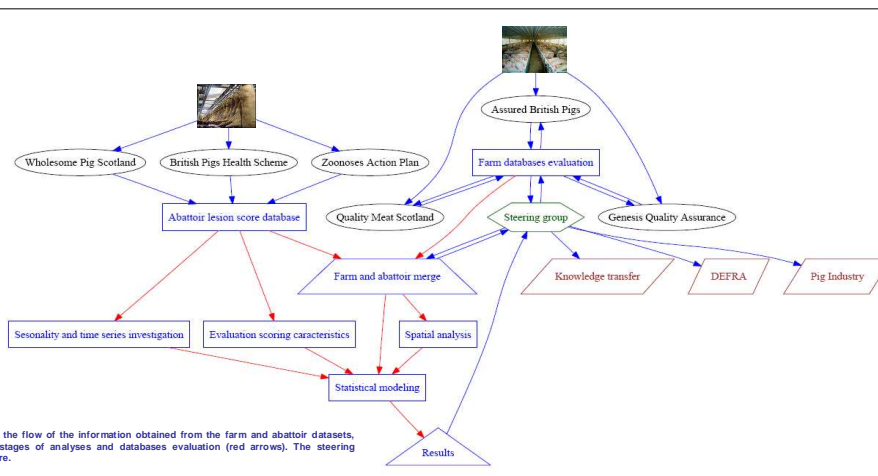 Assured British Pigs
Wholesome Pig Scotland
British Pigs Health Scheme
Zoonoses Action Plan
Farm databases evaluation
Abattoir lesion score database
Quality Meat Scotland
Steering group
Genesis Quality Assurance
Farm and abattoir merge
Knowledge transfer
DEFRA
Pig Industry
Sesonality and time series investigation
Evaluation scoring caracteristics
Spatial analysis
Statistical modeling
Results
the flow of the information obtained from the farm and abattoir datasets,
stages of analyses and databases evaluation (red arrows). The steering
re.